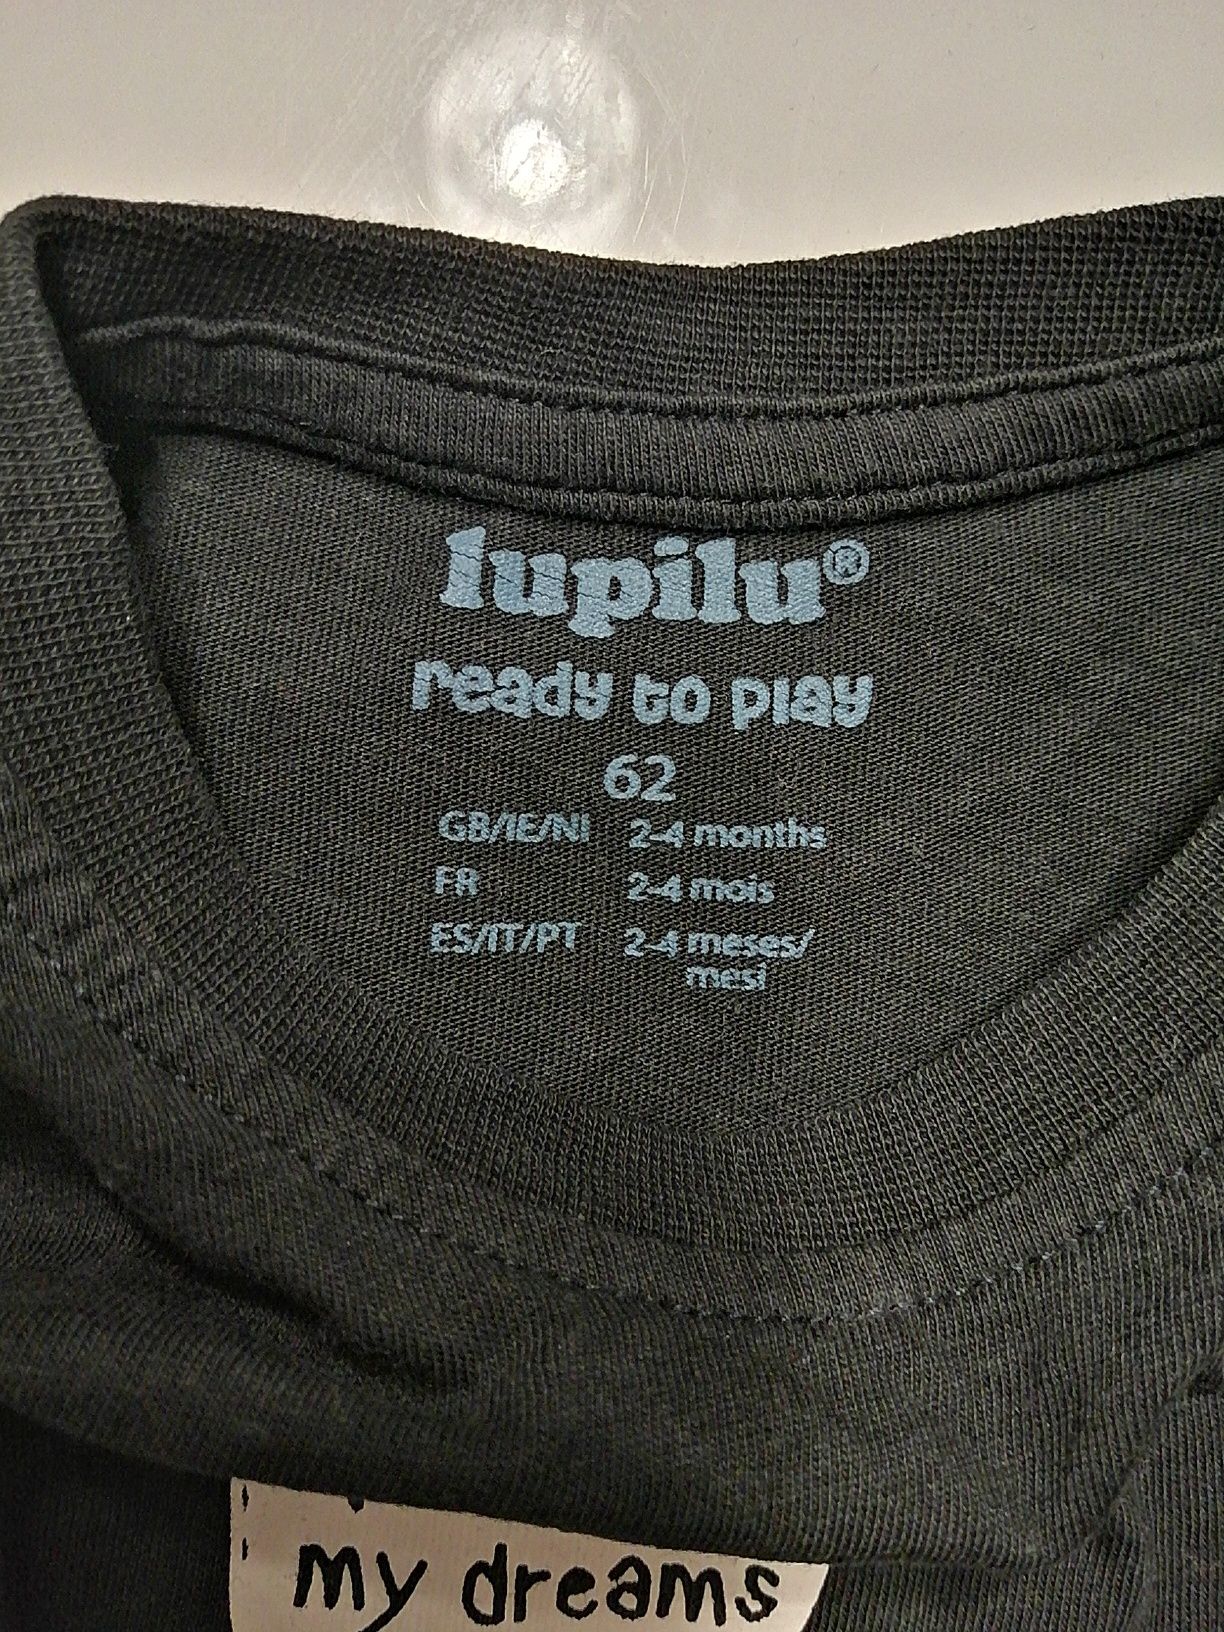 lupilu®
ready to play
62
GB/IE/NI 2-4 months
FR 2-4 mois
ES/IT/PT 2-4 meses/
mesi
my dreams